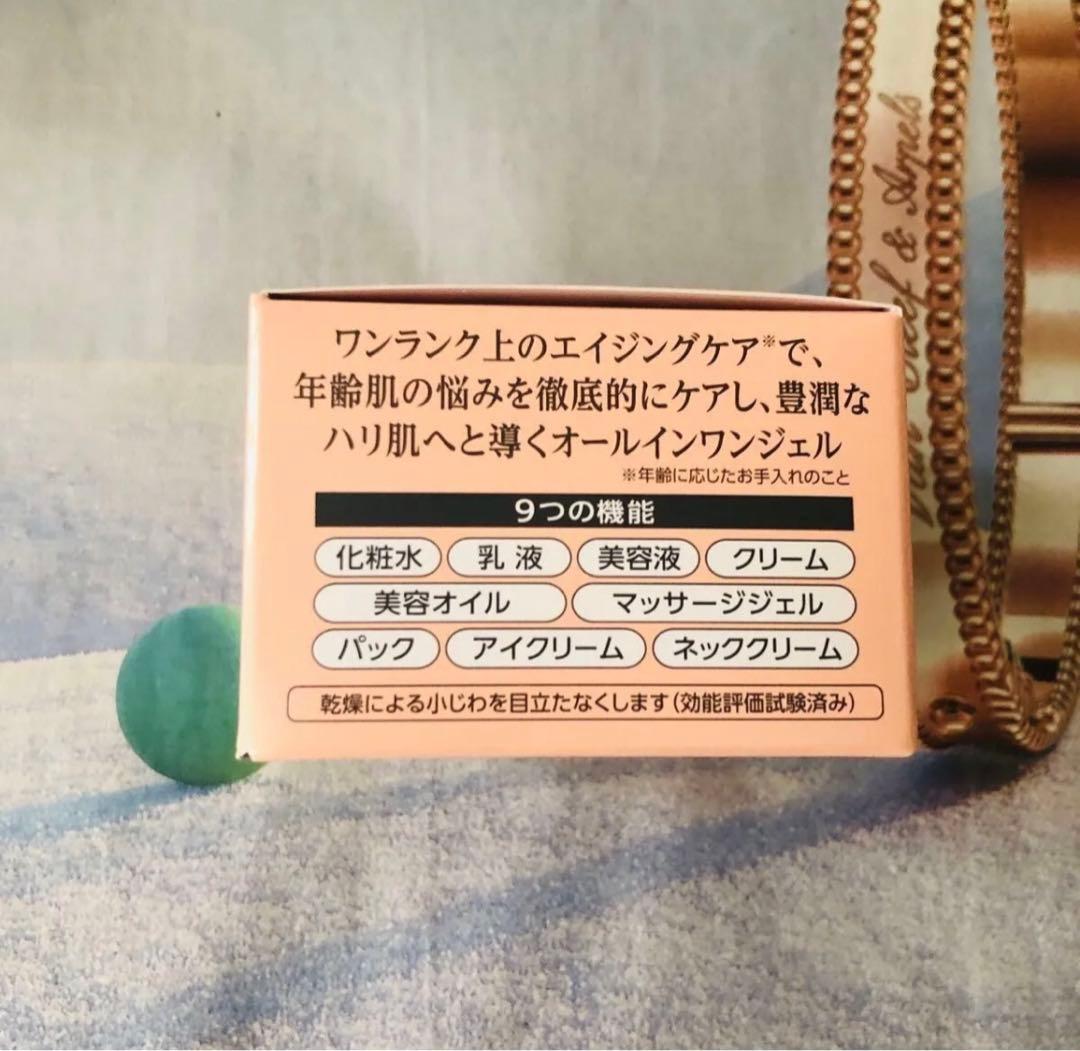 ワンランク上のエイジングケア※で、
年齢肌の悩みを徹底的にケアし、豊潤な
ハリ肌へと導くオールインワンジェル
※年齢に応じたお手入れのこと
9つの機能
化粧水 乳液 美容液 クリーム
美容オイル マッサージジェル
パック アイクリーム ネッククリーム
乾燥による小じわを目立たなくします(効能評価試験済み)
Van Cleef & Arpels